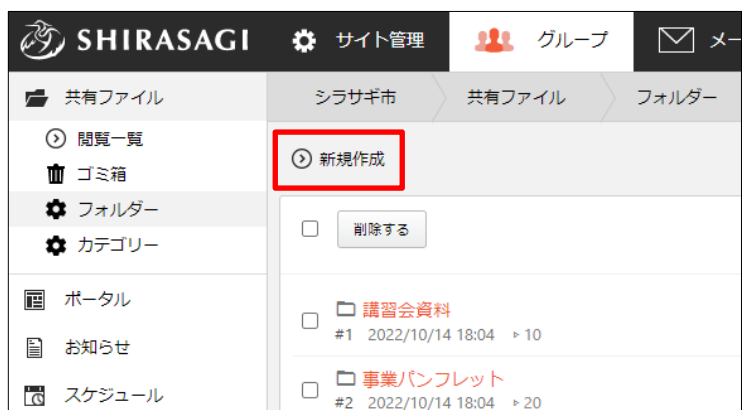 SHIRASAGI サイト管理 グループ メー
共有ファイル
閲覧一覧
ゴミ箱
フォルダー
カテゴリー
ポータル
お知らせ
スケジュール
シラサギ市 共有ファイル フォルダー
新規作成
削除する
講習会資料
#1 2022/10/14 18:04 ▹ 10
事業パンフレット
#2 2022/10/14 18:04 ▹ 20